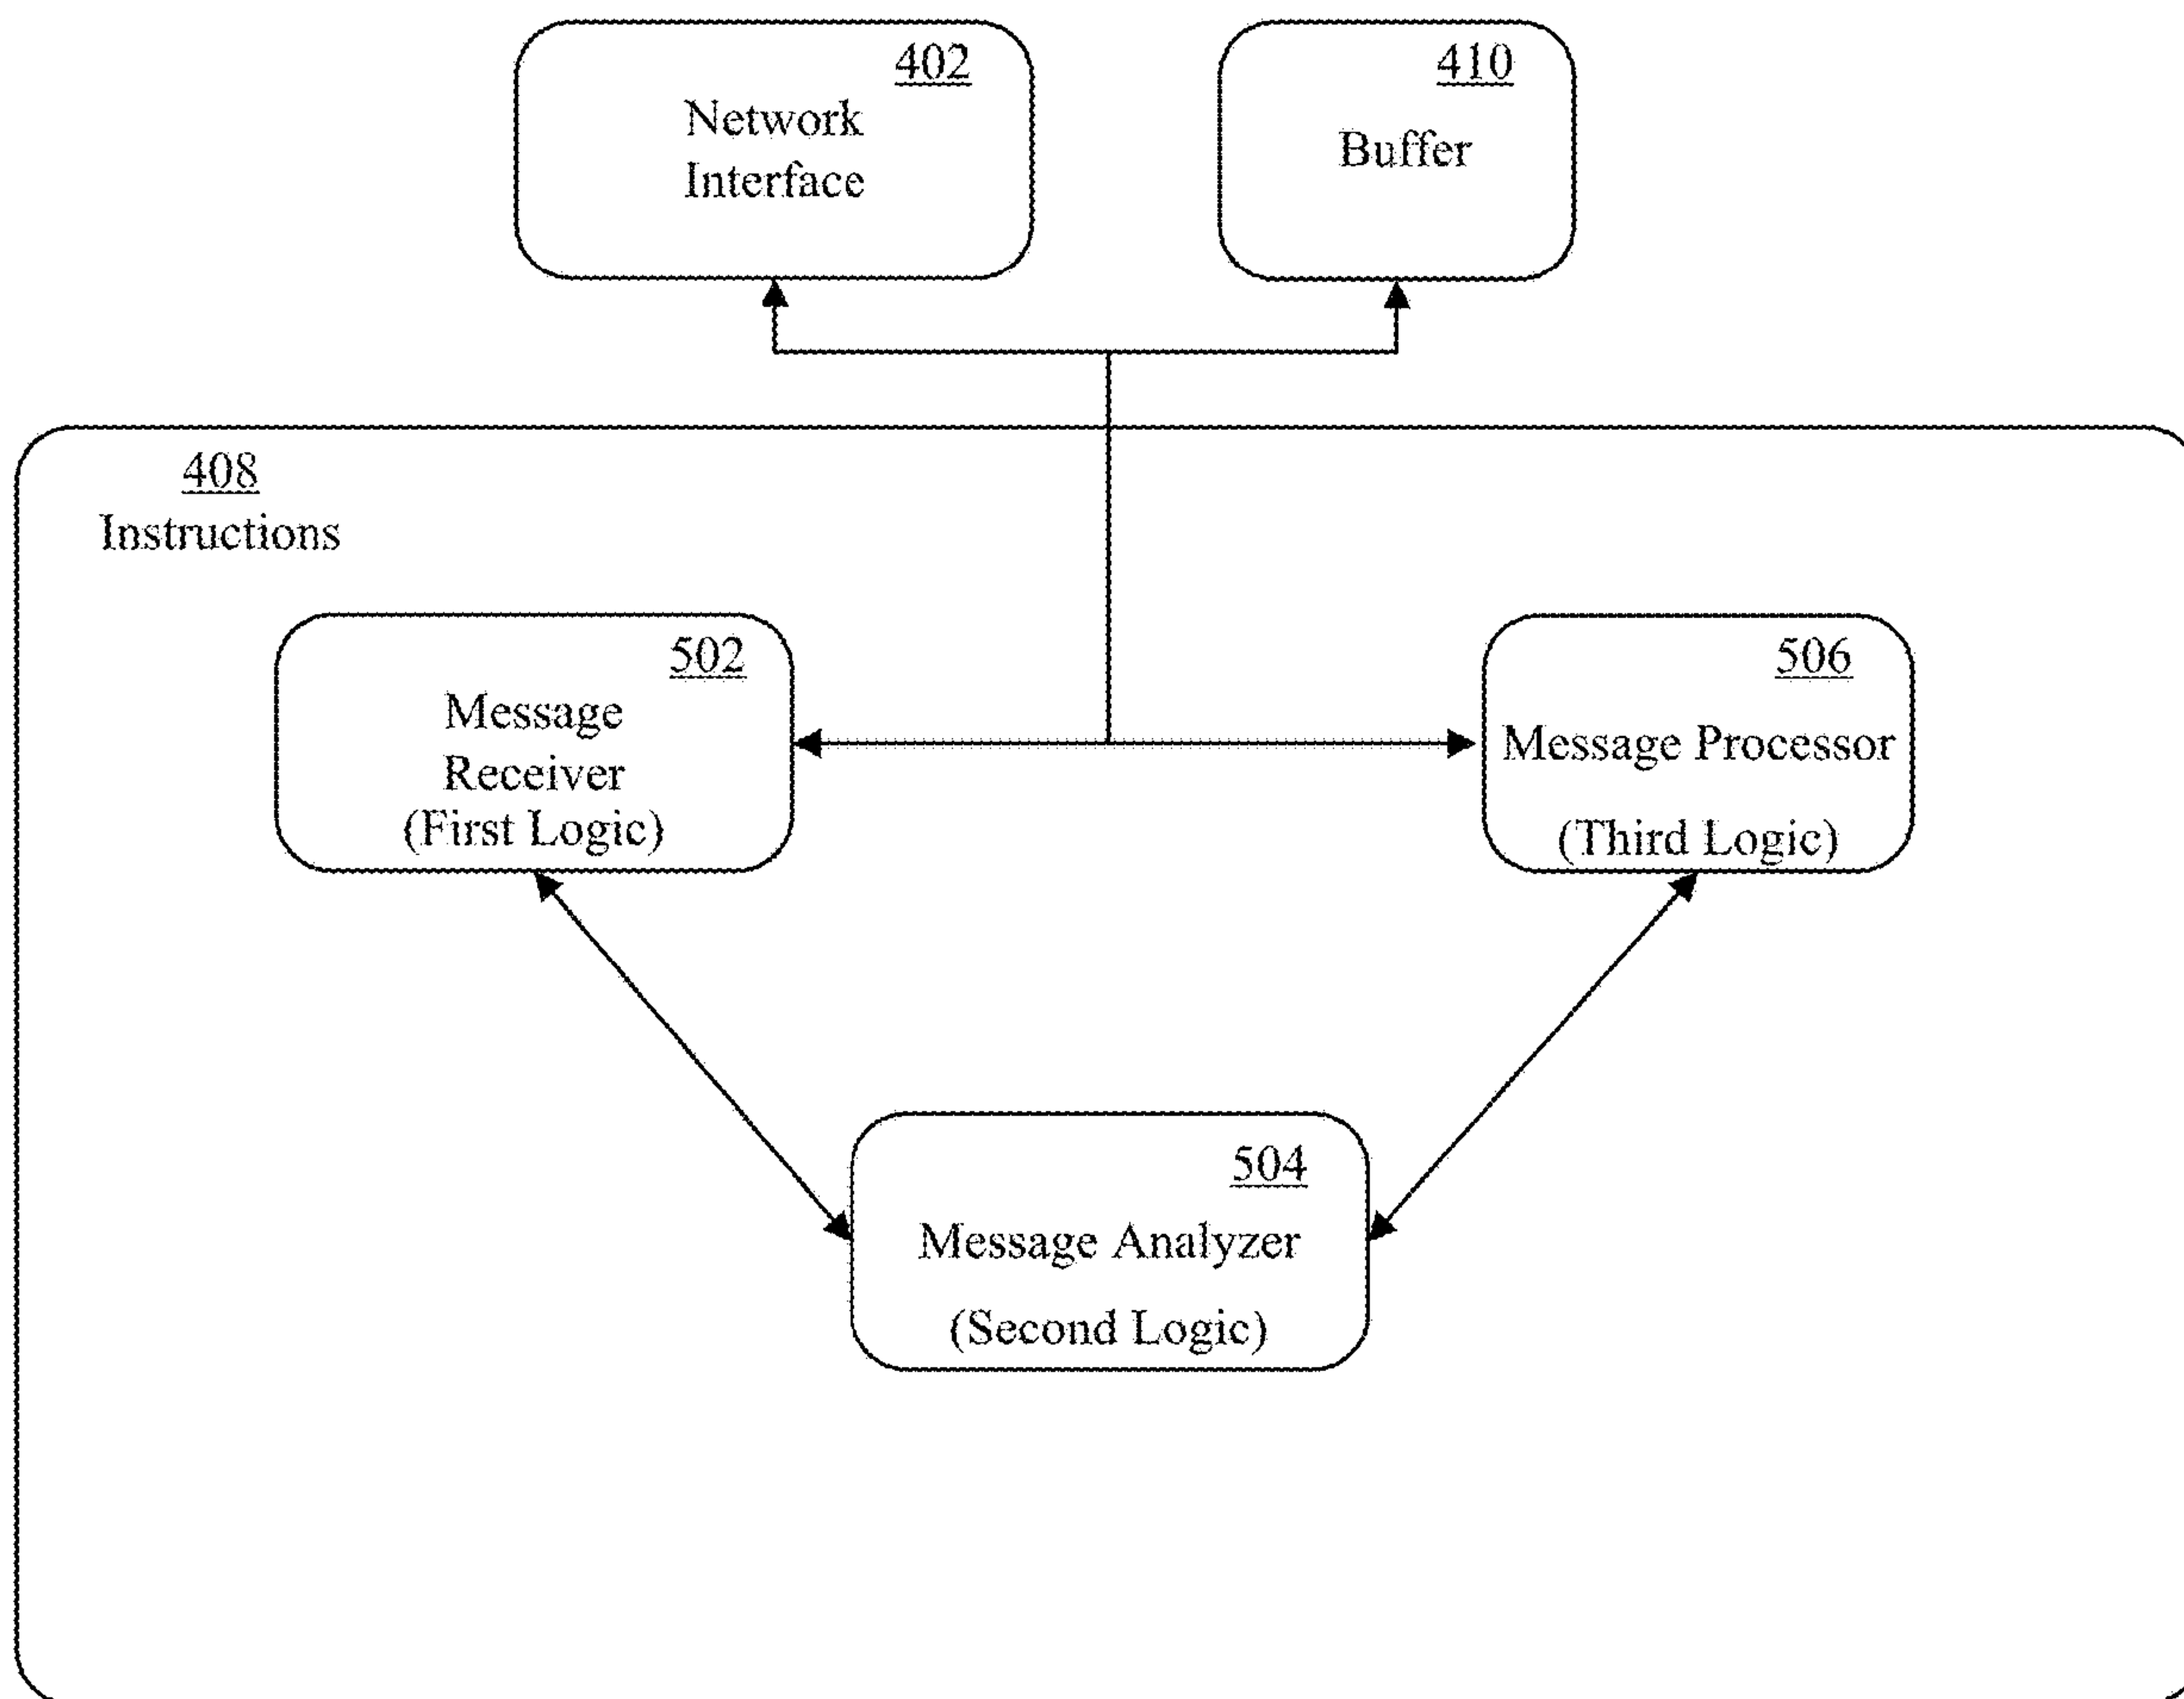 402
Network
Interface
410
Buffer
408
Instructions
502
Message
Receiver
(First Logic)
506
Message Processor
(Third Logic)
504
Message Analyzer
(Second Logic)